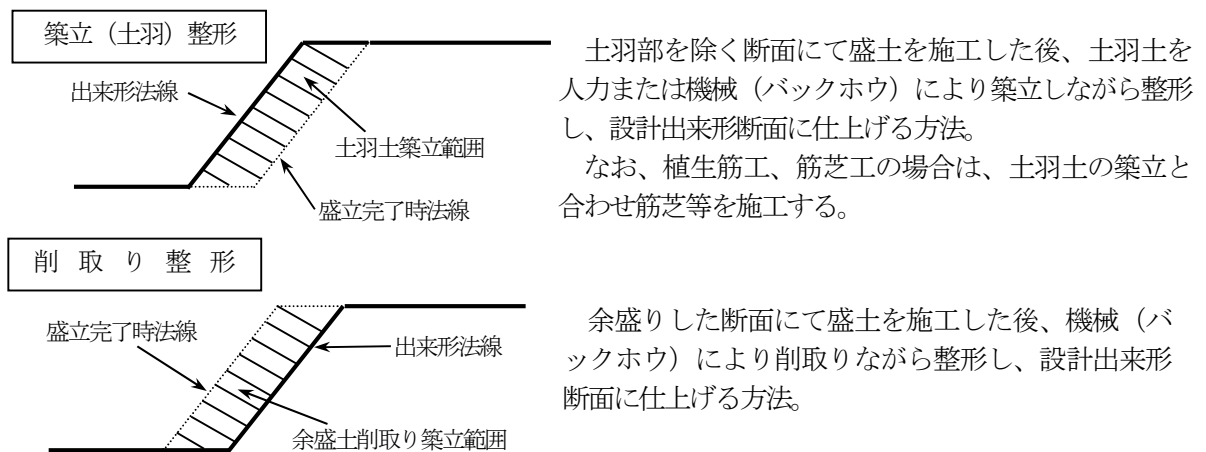 築立（土羽）整形
出来形法線
土羽土築立範囲
盛立完了時法線
土羽部を除く断面にて盛土を施工した後、土羽土を
人力または機械（バックホウ）により築立しながら整形
し、設計出来形断面に仕上げる方法。
なお、植生筋工、筋芝工の場合は、土羽土の築立と
合わせ筋芝等を施工する。
削取り整形
盛立完了時法線
出来形法線
余盛土削取り築立範囲
余盛りした断面にて盛土を施工した後、機械（バ
ックホウ）により削取りながら整形し、設計出来形
断面に仕上げる方法。